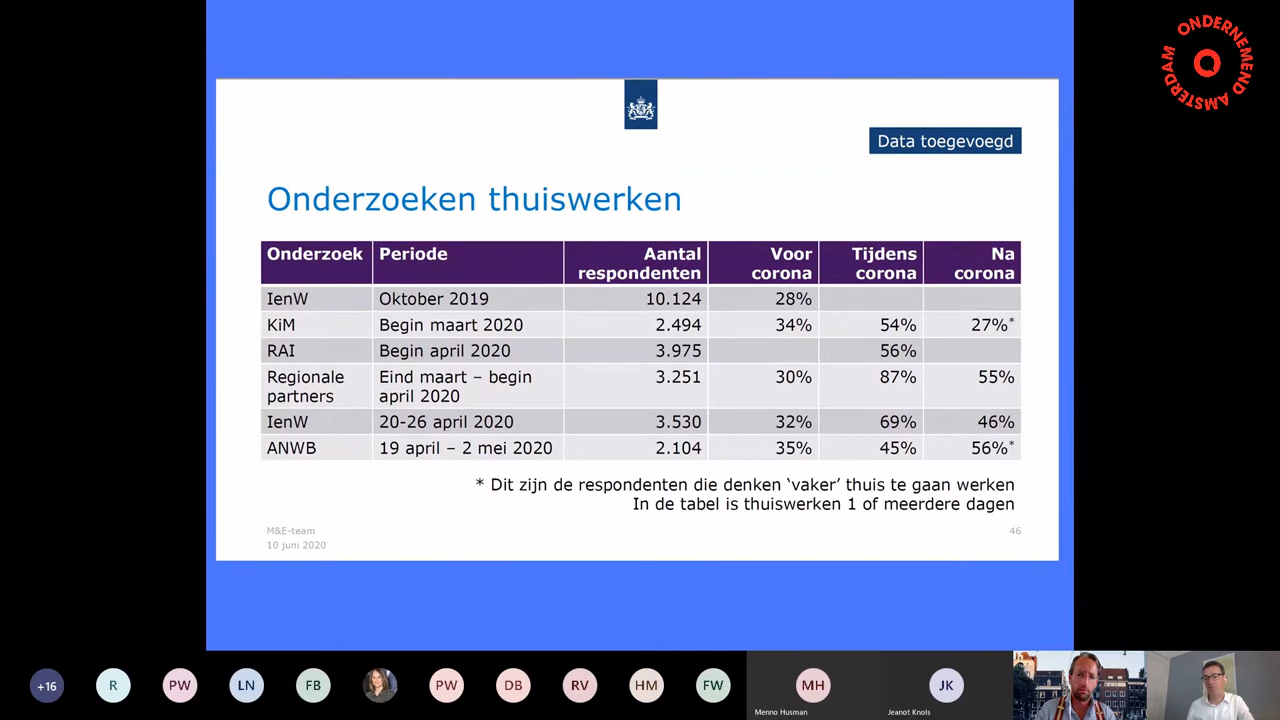 ONDERNEMEND AMSTERDAM
Data toegevoegd
Onderzoeken thuiswerken
Onderzoek Periode Aantal respondenten Voor corona Tijdens corona Na corona
IenW Oktober 2019 10.124 28%
KiM Begin maart 2020 2.494 34% 54% 27%*
RAI Begin april 2020 3.975 56%
Regionale partners Eind maart – begin april 2020 3.251 30% 87% 55%
IenW 20-26 april 2020 3.530 32% 69% 46%
ANWB 19 april – 2 mei 2020 2.104 35% 45% 56%*
* Dit zijn de respondenten die denken ‘vaker’ thuis te gaan werken
In de tabel is thuiswerken 1 of meerdere dagen
M&E-team
10 juni 2020
46
+16 R PW LN FB PW DB RV HM FW MH JK
Menno Husman
Jeanot Knols